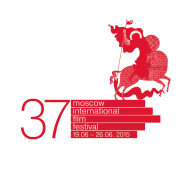 37
moscow
international
film
festival
19.06 – 26.06, 2015